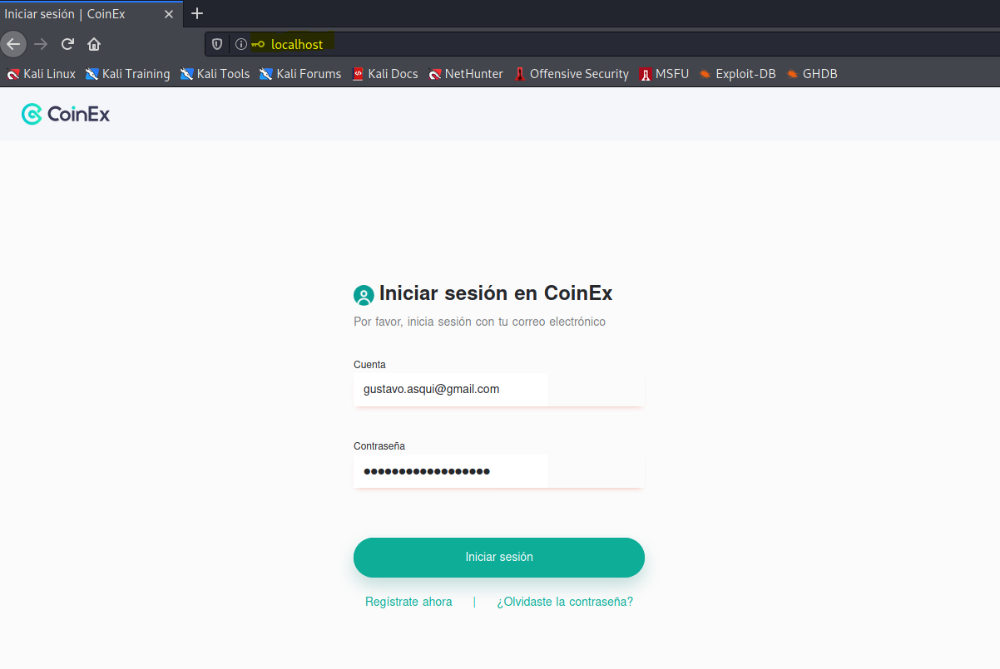 Iniciar sesión | CoinEx
localhost
Kali Linux Kali Training Kali Tools Kali Forums Kali Docs NetHunter Offensive Security MSFU Exploit-DB GHDB
CoinEx
Iniciar sesión en CoinEx
Por favor, inicia sesión con tu correo electrónico
Cuenta
gustavo.asqui@gmail.com
Contraseña
••••••••••••••••••
Iniciar sesión
Regístrate ahora | ¿Olvidaste la contraseña?